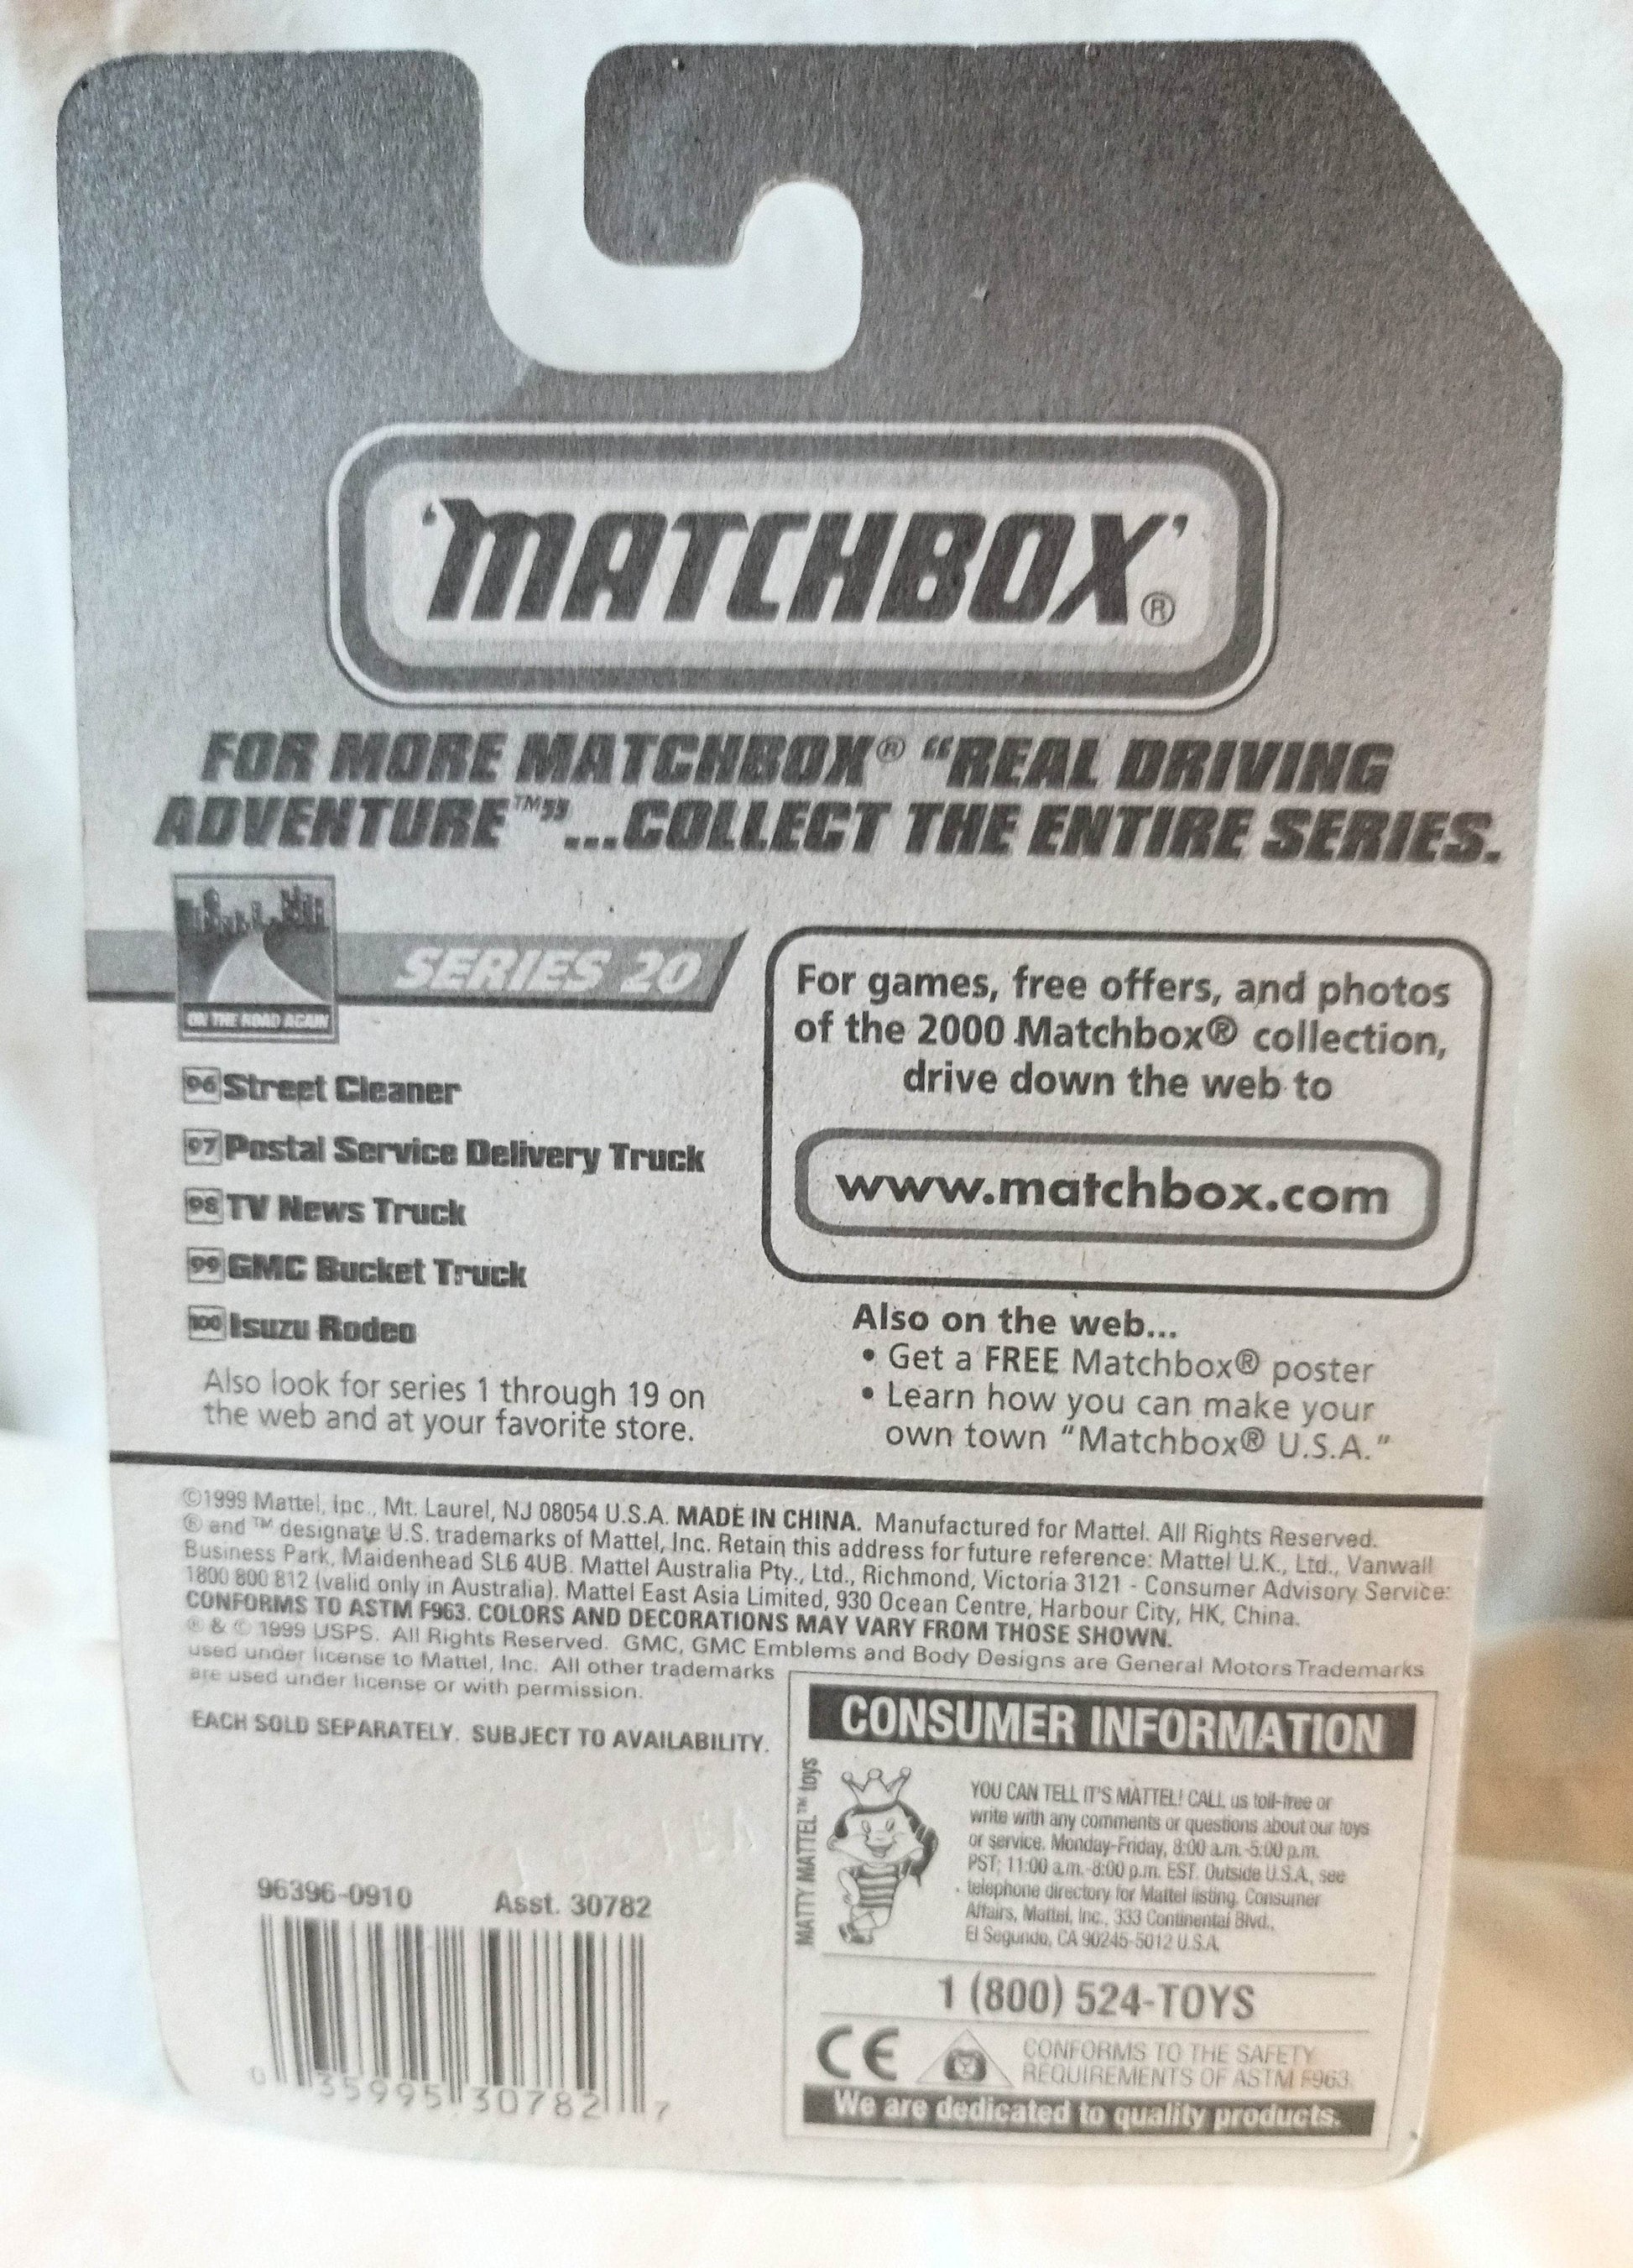 'MATCHBOX'®
FOR MORE MATCHBOX® “REAL DRIVING
ADVENTURE™”...COLLECT THE ENTIRE SERIES.
SERIES 20
ON THE ROAD AGAIN
96 Street Cleaner
97 Postal Service Delivery Truck
98 TV News Truck
99 GMC Bucket Truck
100 Isuzu Rodeo
Also look for series 1 through 19 on
the web and at your favorite store.
For games, free offers, and photos
of the 2000 Matchbox® collection,
drive down the web to
www.matchbox.com
Also on the web...
• Get a FREE Matchbox® poster
• Learn how you can make your
own town “Matchbox® U.S.A.”
©1999 Mattel, Inc., Mt. Laurel, NJ 08054 U.S.A. MADE IN CHINA. Manufactured for Mattel. All Rights Reserved.
® and ™ designate U.S. trademarks of Mattel, Inc. Retain this address for future reference: Mattel U.K., Ltd., Vanwall
Business Park, Maidenhead SL6 4UB. Mattel Australia Pty., Ltd., Richmond, Victoria 3121 - Consumer Advisory Service:
1800 800 812 (valid only in Australia). Mattel East Asia Limited, 930 Ocean Centre, Harbour City, HK, China.
CONFORMS TO ASTM F963. COLORS AND DECORATIONS MAY VARY FROM THOSE SHOWN.
® & © 1999 USPS. All Rights Reserved. GMC, GMC Emblems and Body Designs are General Motors Trademarks
used under license to Mattel, Inc. All other trademarks
are used under license or with permission.
EACH SOLD SEPARATELY. SUBJECT TO AVAILABILITY.
96396-0910 Asst. 30782
0 35995 30782 7
CONSUMER INFORMATION
MATTY MATTEL™ toys
YOU CAN TELL IT'S MATTEL! CALL us toll-free or
write with any comments or questions about our toys
or service. Monday-Friday, 8:00 a.m.-5:00 p.m.
PST; 11:00 a.m.-8:00 p.m. EST. Outside U.S.A., see
telephone directory for Mattel listing. Consumer
Affairs, Mattel, Inc., 333 Continental Blvd.,
El Segundo, CA 90245-5012 U.S.A.
1 (800) 524-TOYS
CE
CONFORMS TO THE SAFETY
REQUIREMENTS OF ASTM F963.
We are dedicated to quality products.